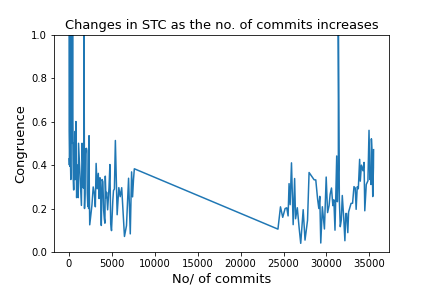 Changes in STC as the no. of commits increases
1.0
0.8
0.6
0.4
0.2
0.0
Congruence
0 5000 10000 15000 20000 25000 30000 35000
No/ of commits